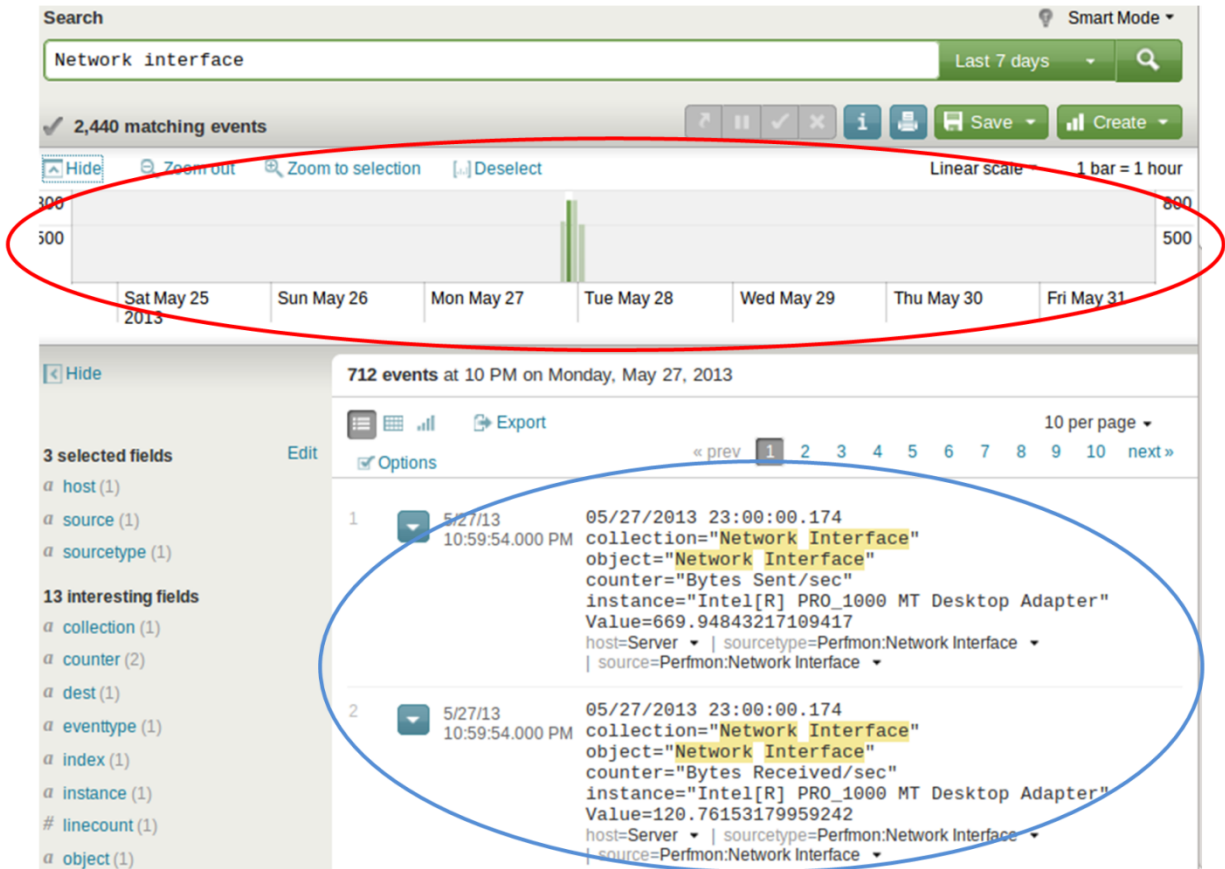 Search
Smart Mode
Network interface
Last 7 days
2,440 matching events
Save
Create
Hide
Zoom out
Zoom to selection
[..] Deselect
Linear scale
1 bar = 1 hour
800
500
500
Sat May 25
2013
Sun May 26
Mon May 27
Tue May 28
Wed May 29
Thu May 30
Fri May 31
Hide
712 events at 10 PM on Monday, May 27, 2013
Export
10 per page
3 selected fields
Edit
Options
« prev 1 2 3 4 5 6 7 8 9 10 next »
a host (1)
a source (1)
a sourcetype (1)
13 interesting fields
a collection (1)
a counter (2)
a dest (1)
a eventtype (1)
a index (1)
a instance (1)
# linecount (1)
a object (1)
1
5/27/13
10:59:54.000 PM
05/27/2013 23:00:00.174
collection="Network Interface"
object="Network Interface"
counter="Bytes Sent/sec"
instance="Intel[R] PRO_1000 MT Desktop Adapter"
Value=669.94843217109417
host=Server | sourcetype=Perfmon:Network Interface
| source=Perfmon:Network Interface
2
5/27/13
10:59:54.000 PM
05/27/2013 23:00:00.174
collection="Network Interface"
object="Network Interface"
counter="Bytes Received/sec"
instance="Intel[R] PRO_1000 MT Desktop Adapter"
Value=120.76153179959242
host=Server | sourcetype=Perfmon:Network Interface
| source=Perfmon:Network Interface